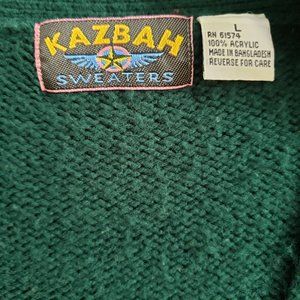 KAZBAH
SWEATERS
L
RN 61574
100% ACRYLIC
MADE IN BANGLADESH
REVERSE FOR CARE